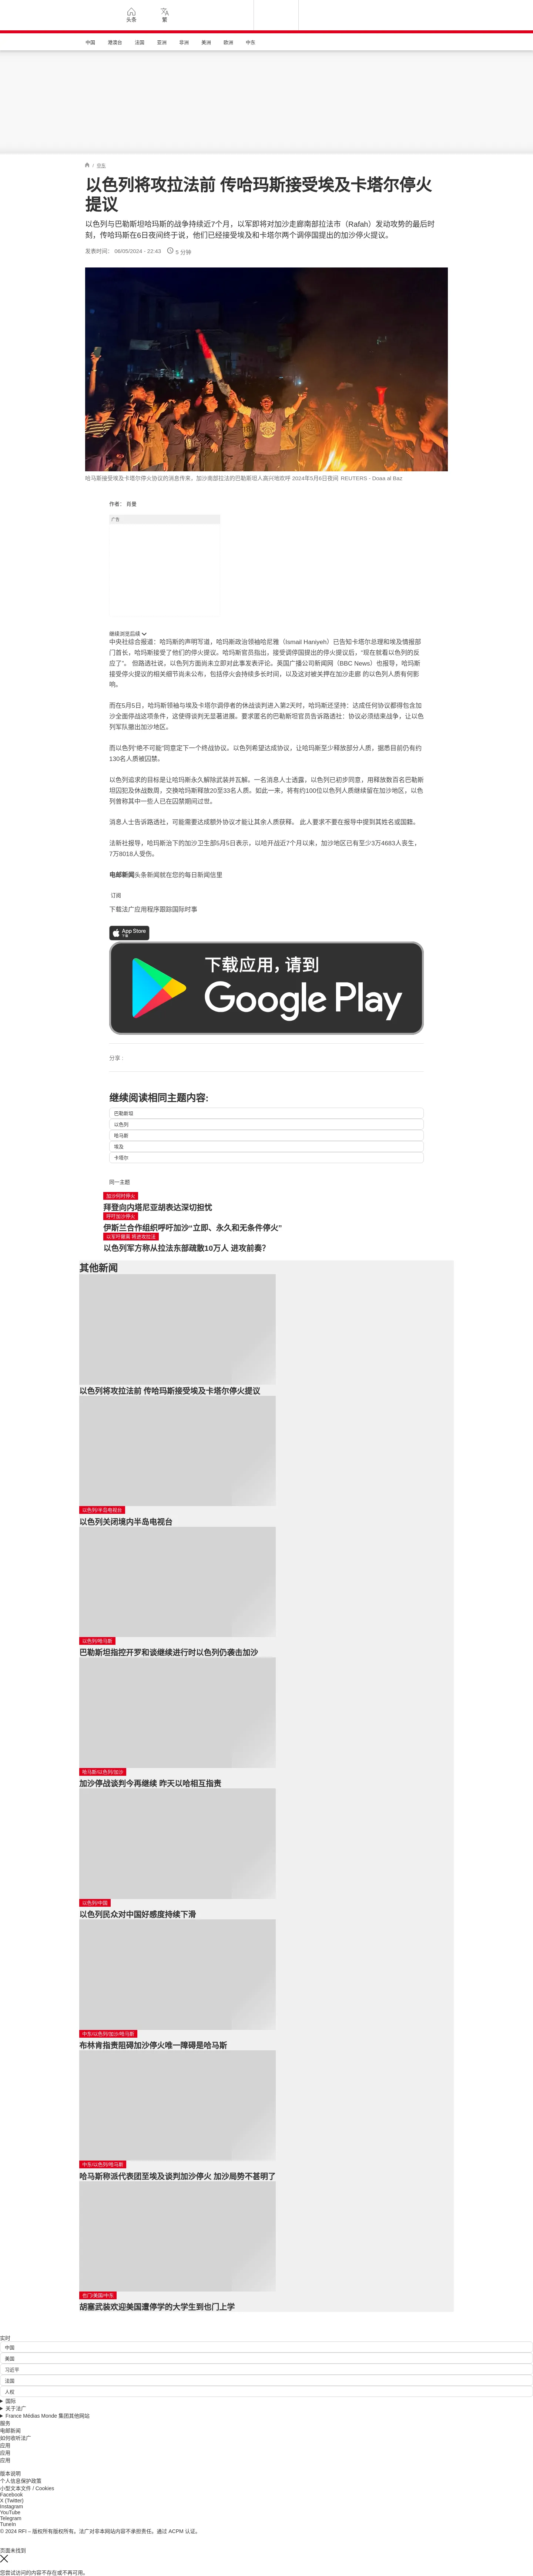 头条
繁
中国
港澳台
法国
亚洲
非洲
美洲
欧洲
中东
/ 中东
以色列将攻拉法前 传哈玛斯接受埃及卡塔尔停火
提议
以色列与巴勒斯坦哈玛斯的战争持续近7个月，以军即将对加沙走廊南部拉法市（Rafah）发动攻势的最后时
刻，传哈玛斯在6日夜间终于说，他们已经接受埃及和卡塔尔两个调停国提出的加沙停火提议。
发表时间： 06/05/2024 - 22:43 5 分钟
哈马斯接受埃及卡塔尔停火协议的消息传来，加沙南部拉法的巴勒斯坦人高兴地欢呼 2024年5月6日夜间 REUTERS - Doaa al Baz
作者： 肖曼
广告
继续浏览后续
中央社综合报道：哈玛斯的声明写道，哈玛斯政治领袖哈尼雅（Ismail Haniyeh）已告知卡塔尔总理和埃及情报部
门首长，哈玛斯接受了他们的停火提议。哈玛斯官员指出，接受调停国提出的停火提议后，“现在就看以色列的反
应了”。 但路透社说，以色列方面尚未立即对此事发表评论。英国广播公司新闻网（BBC News）也报导，哈玛斯
接受停火提议的相关细节尚未公布，包括停火会持续多长时间，以及这对被关押在加沙走廊 的以色列人质有何影
响。
而在5月5日，哈玛斯领袖与埃及卡塔尔调停者的休战谈判进入第2天时，哈玛斯还坚持：达成任何协议都得包含加
沙全面停战这项条件，这使得谈判无显著进展。要求匿名的巴勒斯坦官员告诉路透社：协议必须结束战争，让以色
列军队撤出加沙地区。
而以色列“绝不可能”同意定下一个终战协议。以色列希望达成协议，让哈玛斯至少释放部分人质，据悉目前仍有约
130名人质被囚禁。
以色列追求的目标是让哈玛斯永久解除武装并瓦解。一名消息人士透露，以色列已初步同意，用释放数百名巴勒斯
坦囚犯及休战数周，交换哈玛斯释放20至33名人质。如此一来，将有约100位以色列人质继续留在加沙地区，以色
列曾称其中一些人已在囚禁期间过世。
消息人士告诉路透社，可能需要达成额外协议才能让其余人质获释。 此人要求不要在报导中提到其姓名或国籍。
法新社报导，哈玛斯治下的加沙卫生部5月5日表示，以哈开战近7个月以来，加沙地区已有至少3万4683人丧生，
7万8018人受伤。
电邮新闻头条新闻就在您的每日新闻信里
订阅
下载法广应用程序跟踪国际时事
App Store
下载应用，请到
Google Play
分享 :
继续阅读相同主题内容:
巴勒斯坦
以色列
哈马斯
埃及
卡塔尔
同一主题
加沙何时停火
拜登向内塔尼亚胡表达深切担忧
呼吁加沙停火
伊斯兰合作组织呼吁加沙“立即、永久和无条件停火”
以军吁撤离 将进攻拉法
以色列军方称从拉法东部疏散10万人 进攻前奏？
其他新闻
以色列将攻拉法前 传哈玛斯接受埃及卡塔尔停火提议
以色列/半岛电视台
以色列关闭境内半岛电视台
以色列/哈马斯
巴勒斯坦指控开罗和谈继续进行时以色列仍袭击加沙
哈马斯/以色列/加沙
加沙停战谈判今再继续 昨天以哈相互指责
以色列/中国
以色列民众对中国好感度持续下滑
中东/以色列/加沙/哈马斯
布林肯指责阻碍加沙停火唯一障碍是哈马斯
中东/以色列/哈马斯
哈马斯称派代表团至埃及谈判加沙停火 加沙局势不甚明了
也门/美国/中东
胡塞武装欢迎美国遭停学的大学生到也门上学
实时
中国
美国
习近平
法国
人权
国际
关于法广
France Médias Monde 集团其他网站
服务
电邮新闻
如何收听法广
应用
应用
应用
版本说明
个人信息保护政策
小型文本文件 / Cookies
Facebook
X (Twitter)
Instagram
YouTube
Telegram
TuneIn
© 2024 RFI – 版权所有版权所有。法广对非本网站内容不承担责任。通过 ACPM 认证。
页面未找到
您尝试访问的内容不存在或不再可用。